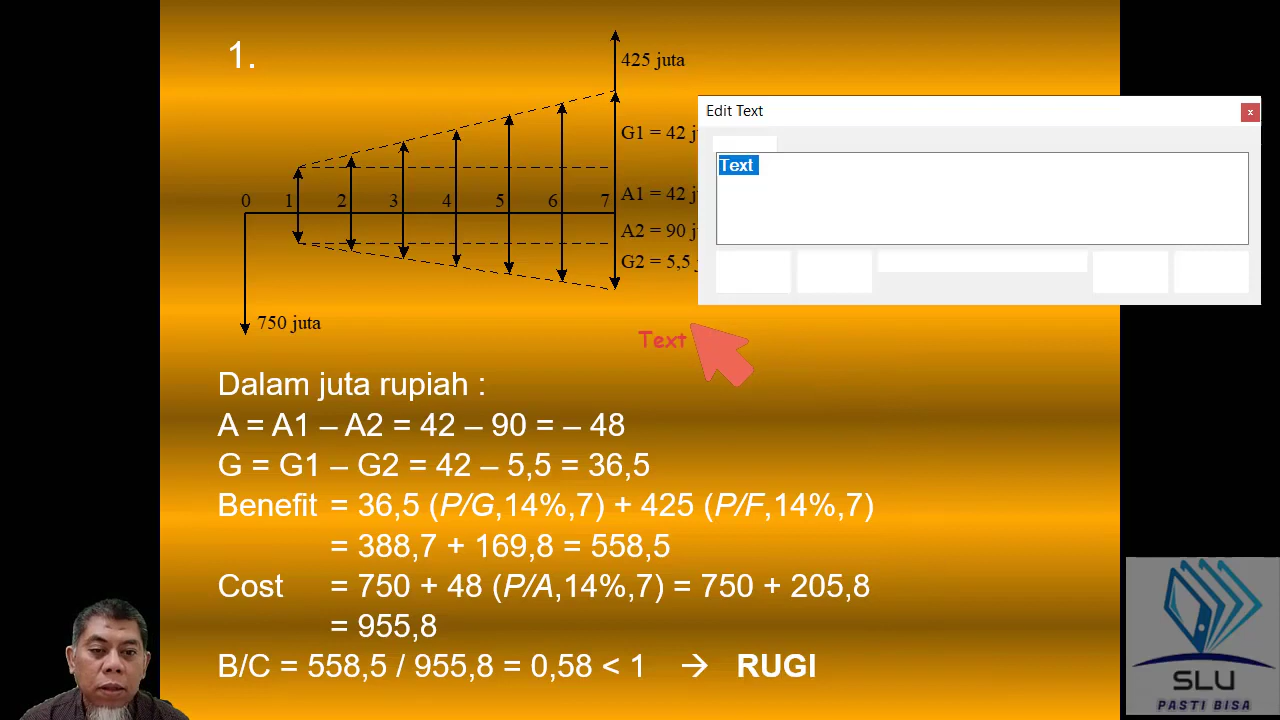 1.
425 juta
Edit Text
x
Text
G1 = 42 j
A1 = 42 ju
0 1 2 3 4 5 6 7
A2 = 90 j
G2 = 5,5 j
750 juta
Text
Dalam juta rupiah :
A = A1 – A2 = 42 – 90 = – 48
G = G1 – G2 = 42 – 5,5 = 36,5
Benefit = 36,5 (P/G,14%,7) + 425 (P/F,14%,7)
= 388,7 + 169,8 = 558,5
Cost = 750 + 48 (P/A,14%,7) = 750 + 205,8
= 955,8
B/C = 558,5 / 955,8 = 0,58 < 1 → RUGI
SLU
PASTI BISA